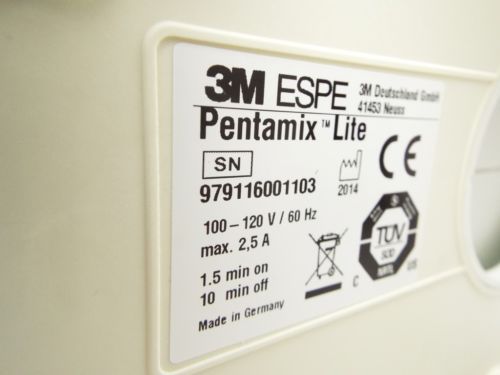 3M ESPE
3M Deutschland GmbH
41453 Neuss
Pentamix™ Lite
SN
979116001103
2014
CE
100–120 V / 60 Hz
max. 2,5 A
TÜV
SÜD
NRTL
C US
1.5 min on
10 min off
Made in Germany